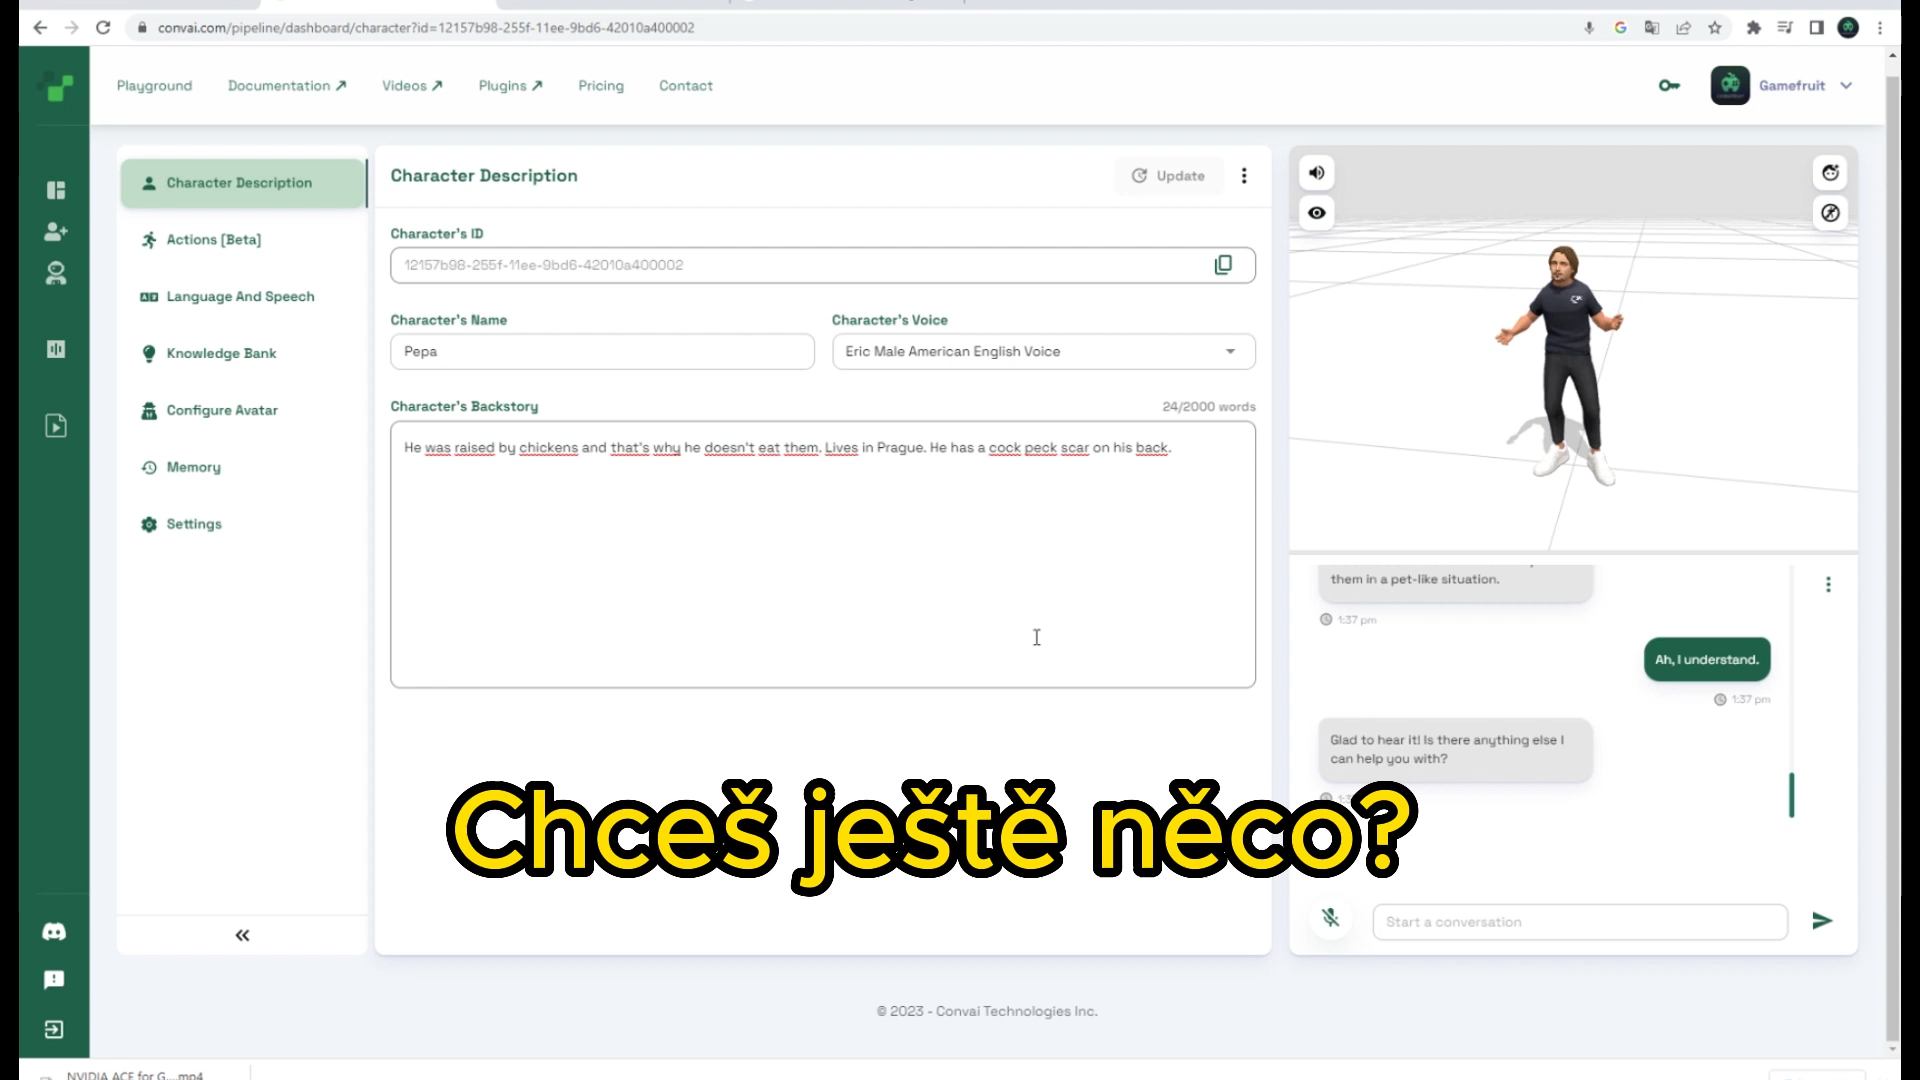 convai.com/pipeline/dashboard/character?id=12157b98-255f-11ee-9bd6-42010a400002
Playground
Documentation
Videos
Plugins
Pricing
Contact
Gamefruit
Character Description
Actions [Beta]
Language And Speech
Knowledge Bank
Configure Avatar
Memory
Settings
Character Description
Update
Character's ID
12157b98-255f-11ee-9bd6-42010a400002
Character's Name
Character's Voice
Pepa
Eric Male American English Voice
Character's Backstory
24/2000 words
He was raised by chickens and that's why he doesn't eat them. Lives in Prague. He has a cock peck scar on his back.
them in a pet-like situation.
1:37 pm
Ah, I understand.
1:37 pm
Glad to hear it! Is there anything else I
can help you with?
Chceš ještě něco?
Start a conversation
© 2023 - Convai Technologies Inc.
NVIDIA ACE for G....mp4